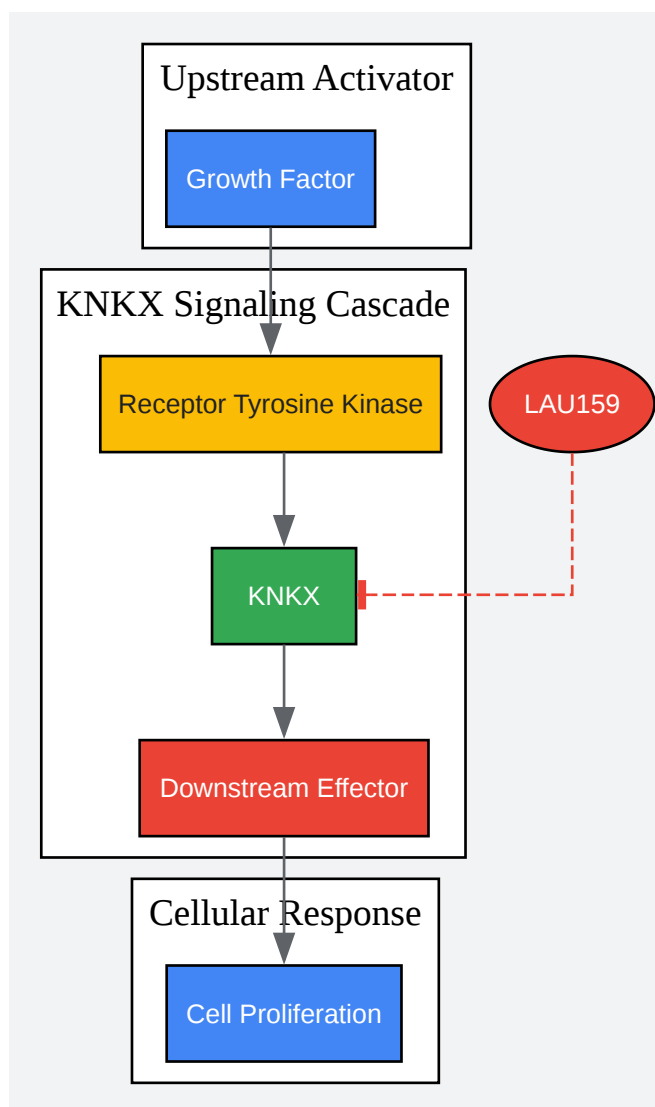 Upstream Activator
Growth Factor
KNKX Signaling Cascade
Receptor Tyrosine Kinase
LAU159
KNKX
Downstream Effector
Cellular Response
Cell Proliferation